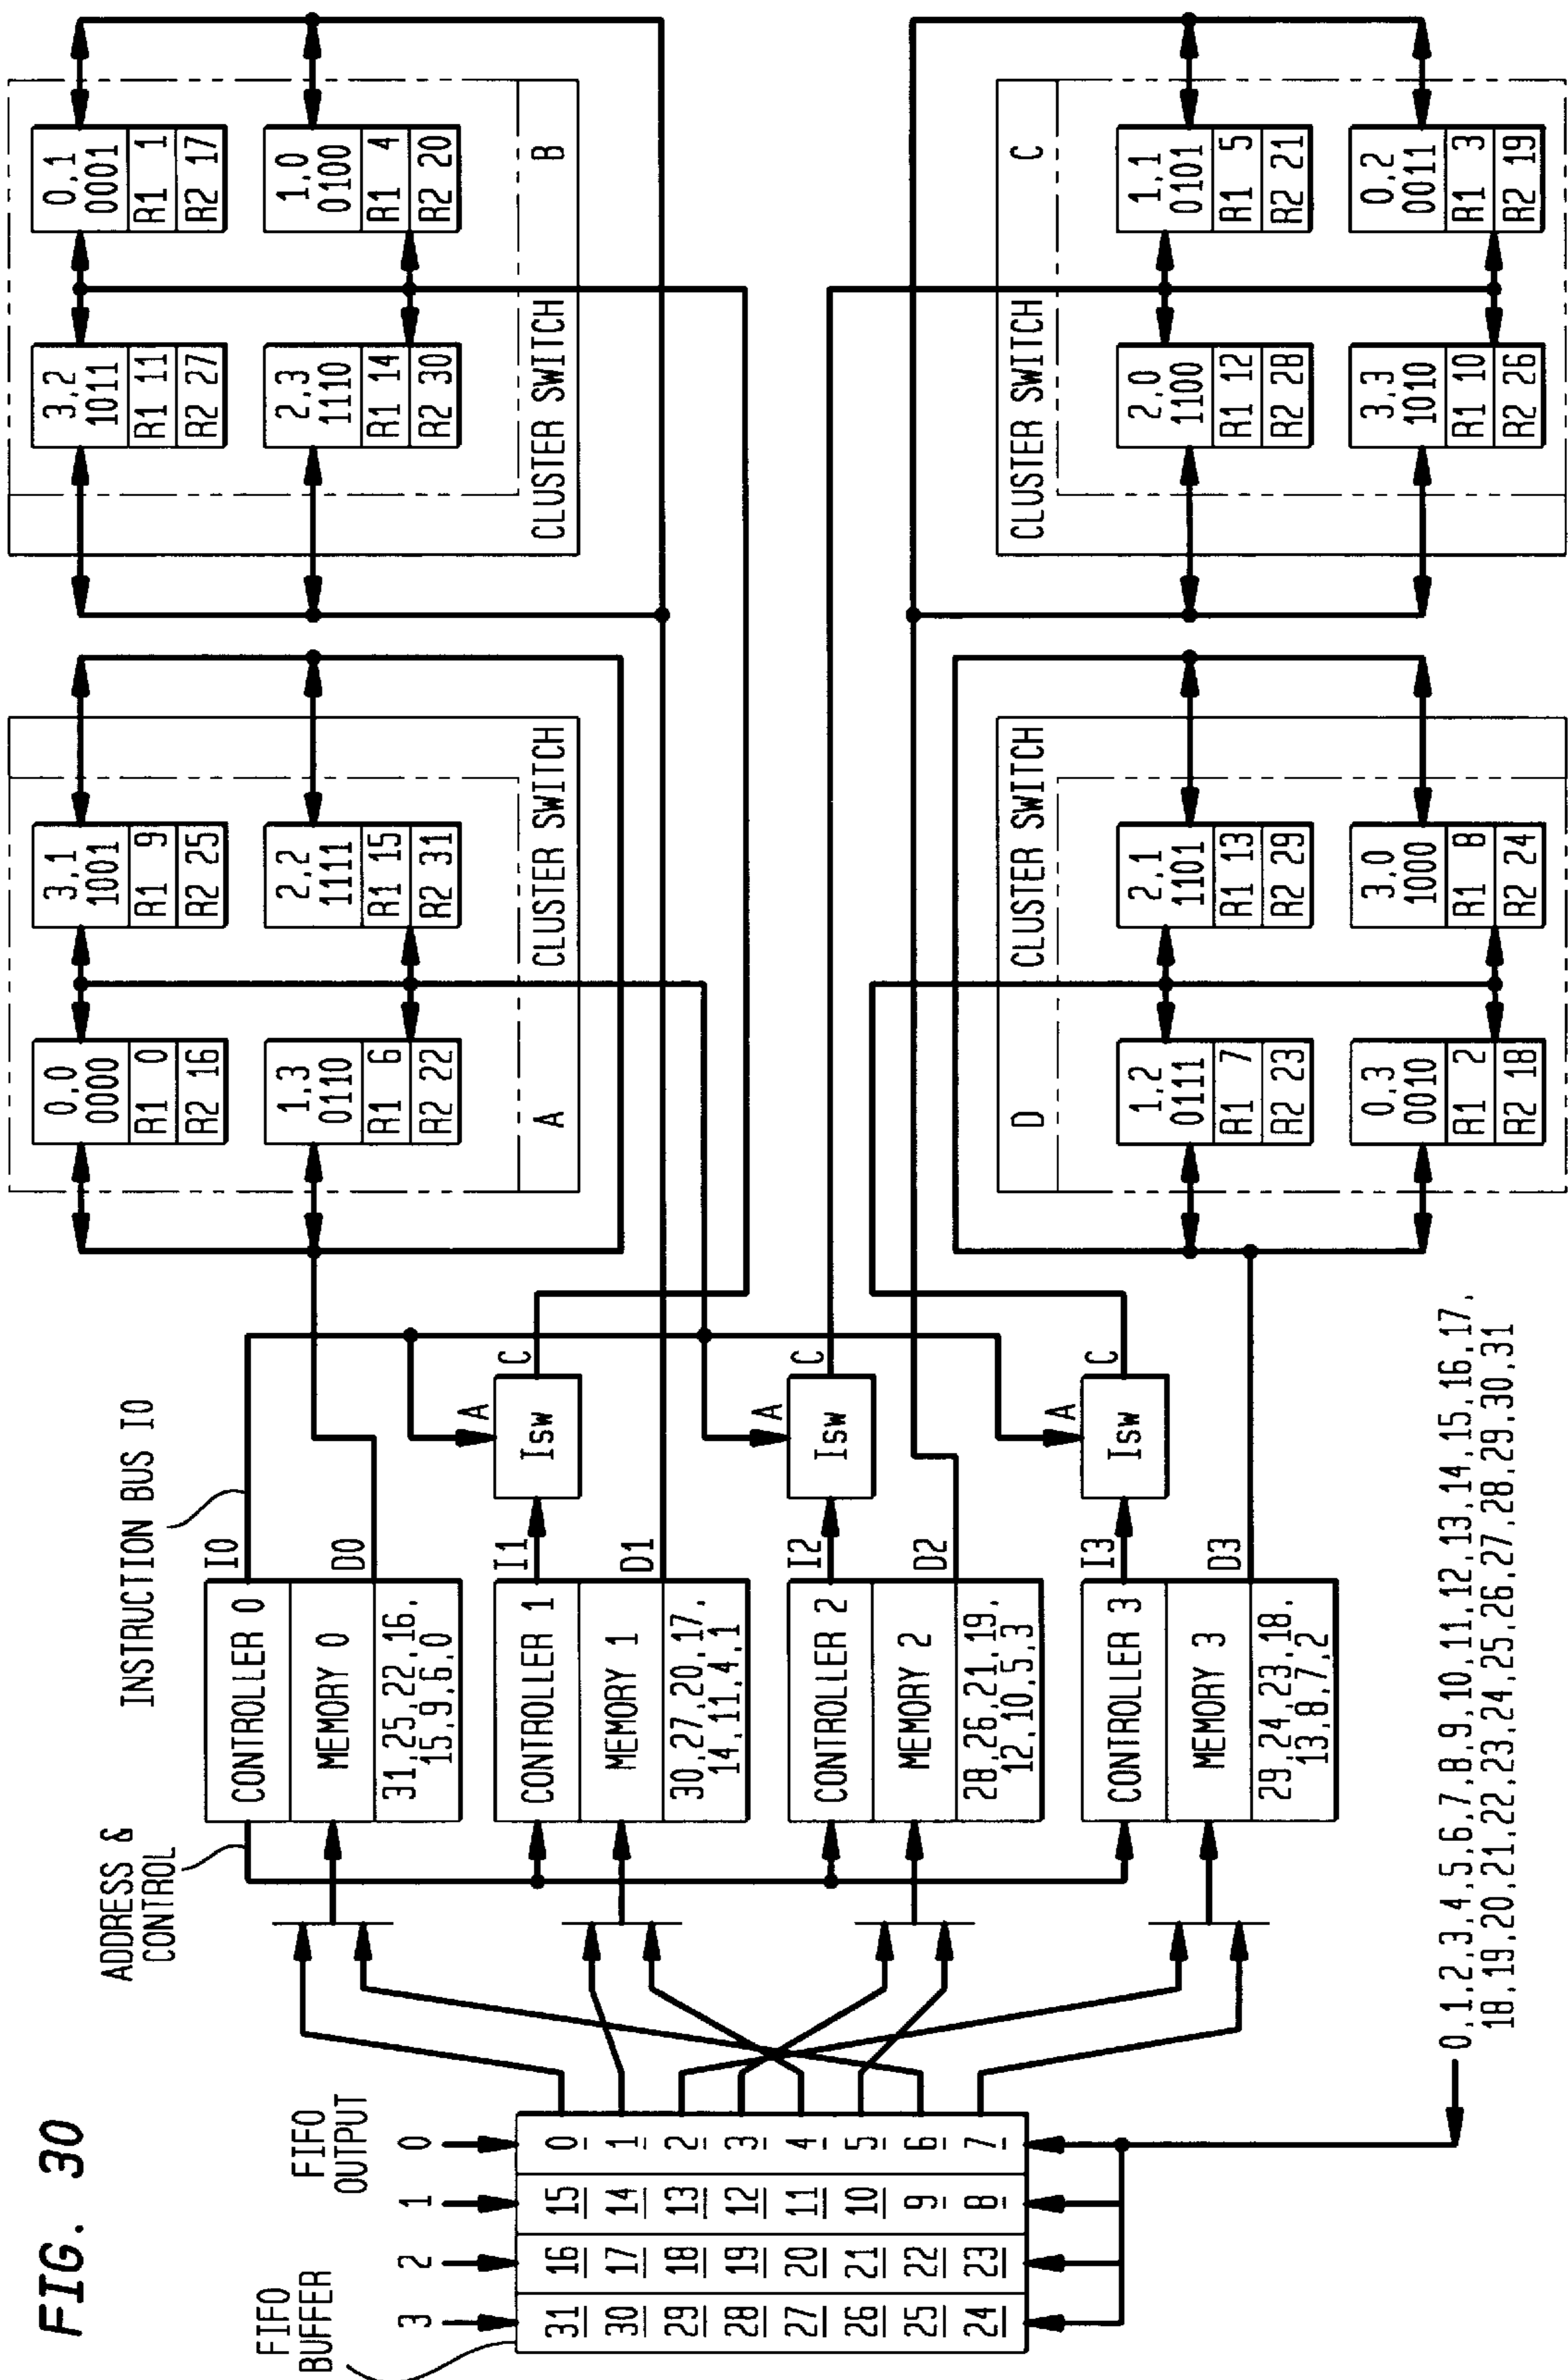 FIG. 30
FIFO
BUFFER
FIFO
OUTPUT
3
2
1
0
31 16 15 0
30 17 14 1
29 18 13 2
28 19 12 3
27 20 11 4
26 21 10 5
25 22 9 6
24 23 8 7
0,1,2,3,4,5,6,7,8,9,10,11,12,13,14,15,16,17,
18,19,20,21,22,23,24,25,26,27,28,29,30,31
ADDRESS &
CONTROL
INSTRUCTION BUS I0
CONTROLLER 0
MEMORY 0
31,25,22,16,
15,9,6,0
I0
D0
CONTROLLER 1
MEMORY 1
30,27,20,17,
14,11,4,1
I1
D1
CONTROLLER 2
MEMORY 2
28,26,21,19,
12,10,5,3
I2
D2
CONTROLLER 3
MEMORY 3
29,24,23,18,
13,8,7,2
I3
D3
A
Isw
C
A
Isw
C
A
Isw
C
0,0
0000
R1 0
R2 16
3,1
1001
R1 9
R2 25
1,3
0110
R1 6
R2 22
2,2
1111
R1 15
R2 31
A
CLUSTER SWITCH
3,2
1011
R1 11
R2 27
0,1
0001
R1 1
R2 17
2,3
1110
R1 14
R2 30
1,0
0100
R1 4
R2 20
CLUSTER SWITCH
B
D
CLUSTER SWITCH
1,2
0111
R1 7
R2 23
2,1
1101
R1 13
R2 29
0,3
0010
R1 2
R2 18
3,0
1000
R1 8
R2 24
CLUSTER SWITCH
C
2,0
1100
R1 12
R2 28
1,1
0101
R1 5
R2 21
3,3
1010
R1 10
R2 26
0,2
0011
R1 3
R2 19